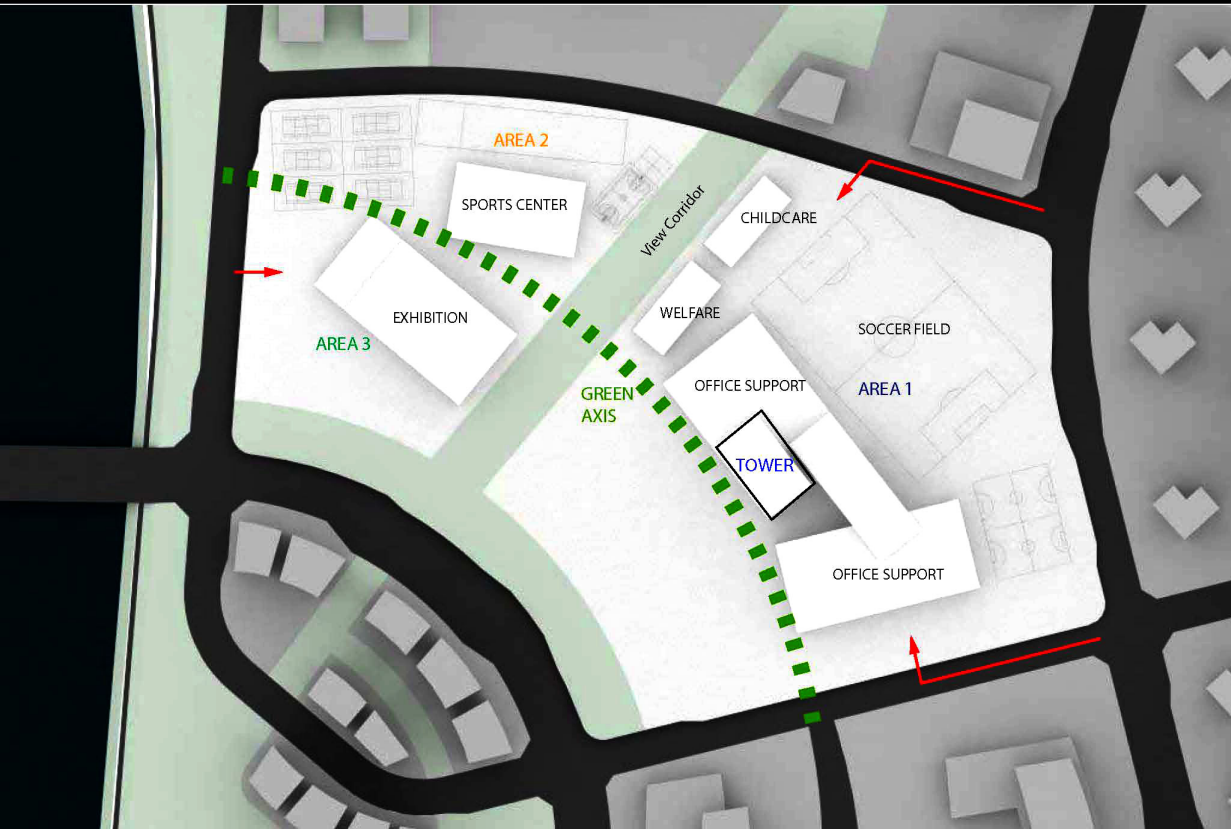 AREA 2
SPORTS CENTER
View Corridor
CHILDCARE
EXHIBITION
WELFARE
AREA 3
SOCCER FIELD
OFFICE SUPPORT
AREA 1
GREEN
AXIS
TOWER
OFFICE SUPPORT